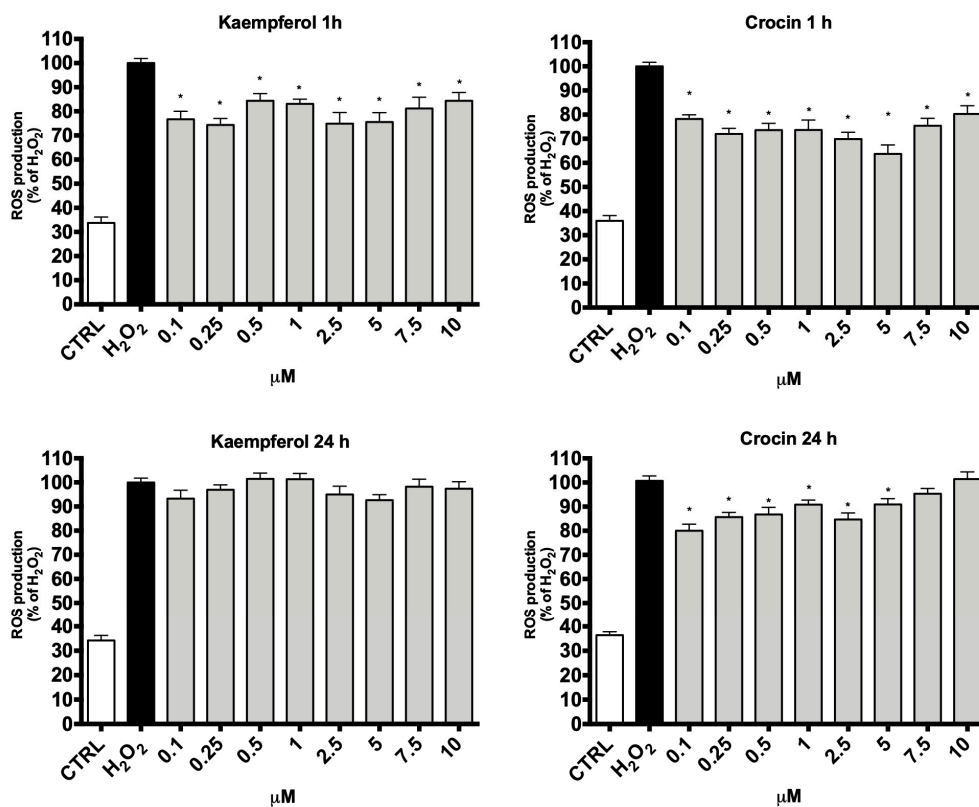 Kaempferol 1h
ROS production
(% of H2O2)
110
100
90
80
70
60
50
40
30
20
10
0
* * * * * * * *
CTRL H2O2 0.1 0.25 0.5 1 2.5 5 7.5 10
μM
Crocin 1 h
ROS production
(% of H2O2)
110
100
90
80
70
60
50
40
30
20
10
0
* * * * * * * *
CTRL H2O2 0.1 0.25 0.5 1 2.5 5 7.5 10
μM
Kaempferol 24 h
ROS production
(% of H2O2)
110
100
90
80
70
60
50
40
30
20
10
0
CTRL H2O2 0.1 0.25 0.5 1 2.5 5 7.5 10
μM
Crocin 24 h
ROS production
(% of H2O2)
110
100
90
80
70
60
50
40
30
20
10
0
* * * * * *
CTRL H2O2 0.1 0.25 0.5 1 2.5 5 7.5 10
μM